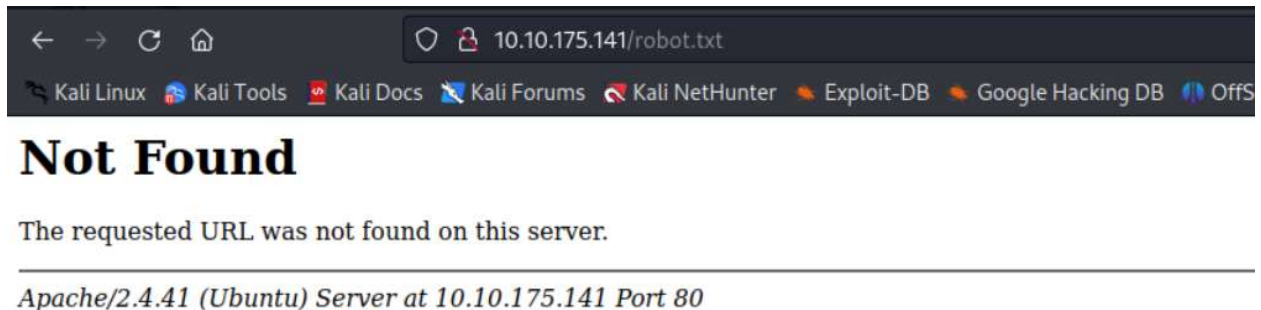 10.10.175.141/robot.txt
Kali Linux Kali Tools Kali Docs Kali Forums Kali NetHunter Exploit-DB Google Hacking DB OffS
Not Found
The requested URL was not found on this server.
Apache/2.4.41 (Ubuntu) Server at 10.10.175.141 Port 80